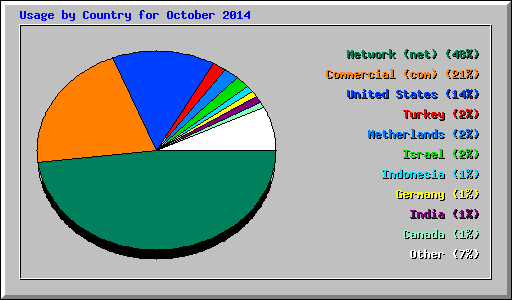 Usage by Country for October 2014
Network (net) (48%)
Commercial (com) (21%)
United States (14%)
Turkey (2%)
Netherlands (2%)
Israel (2%)
Indonesia (1%)
Germany (1%)
India (1%)
Canada (1%)
Other (7%)